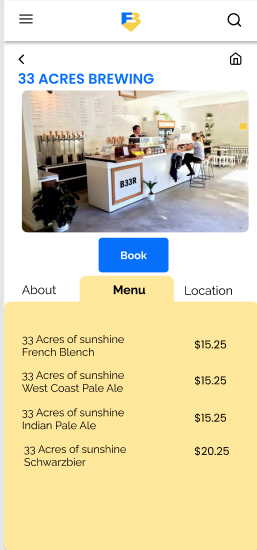 33 ACRES BREWING
B33R
Book
About
Menu
Location
33 Acres of sunshine
French Blench
$15.25
33 Acres of sunshine
West Coast Pale Ale
$15.25
33 Acres of sunshine
Indian Pale Ale
$15.25
33 Acres of sunshine
Schwarzbier
$20.25